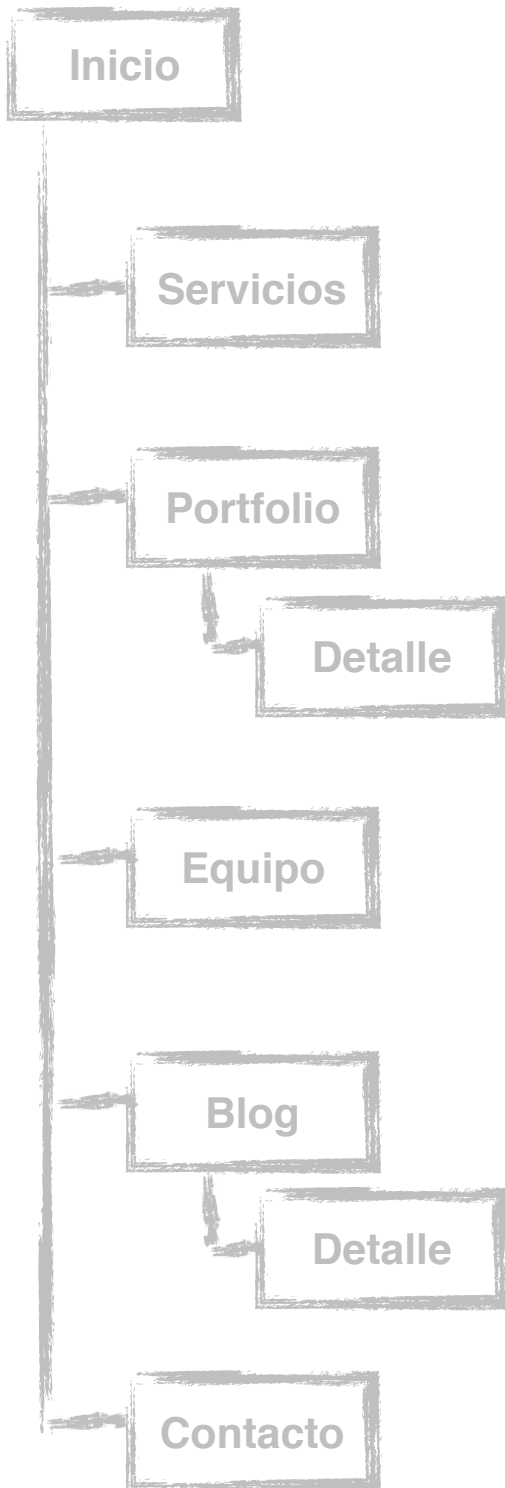 Inicio
Servicios
Portfolio
Detalle
Equipo
Blog
Detalle
Contacto